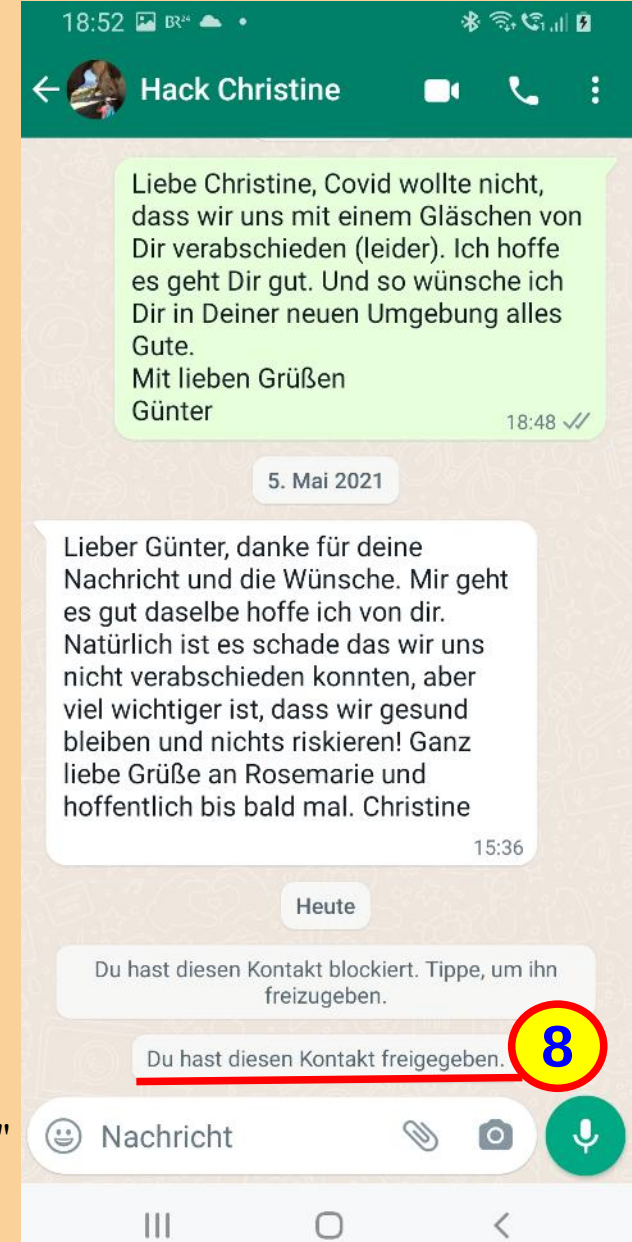 18:52 BR24
Hack Christine
Liebe Christine, Covid wollte nicht,
dass wir uns mit einem Gläschen von
Dir verabschieden (leider). Ich hoffe
es geht Dir gut. Und so wünsche ich
Dir in Deiner neuen Umgebung alles
Gute.
Mit lieben Grüßen
Günter
18:48
5. Mai 2021
Lieber Günter, danke für deine
Nachricht und die Wünsche. Mir geht
es gut daselbe hoffe ich von dir.
Natürlich ist es schade das wir uns
nicht verabschieden konnten, aber
viel wichtiger ist, dass wir gesund
bleiben und nichts riskieren! Ganz
liebe Grüße an Rosemarie und
hoffentlich bis bald mal. Christine
15:36
Heute
Du hast diesen Kontakt blockiert. Tippe, um ihn
freizugeben.
Du hast diesen Kontakt freigegeben.
8
"
Nachricht